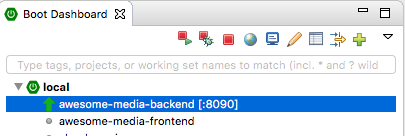 Boot Dashboard
Type tags, projects, or working set names to match (incl. * and ? wild
local
awesome-media-backend [:8090]
awesome-media-frontend